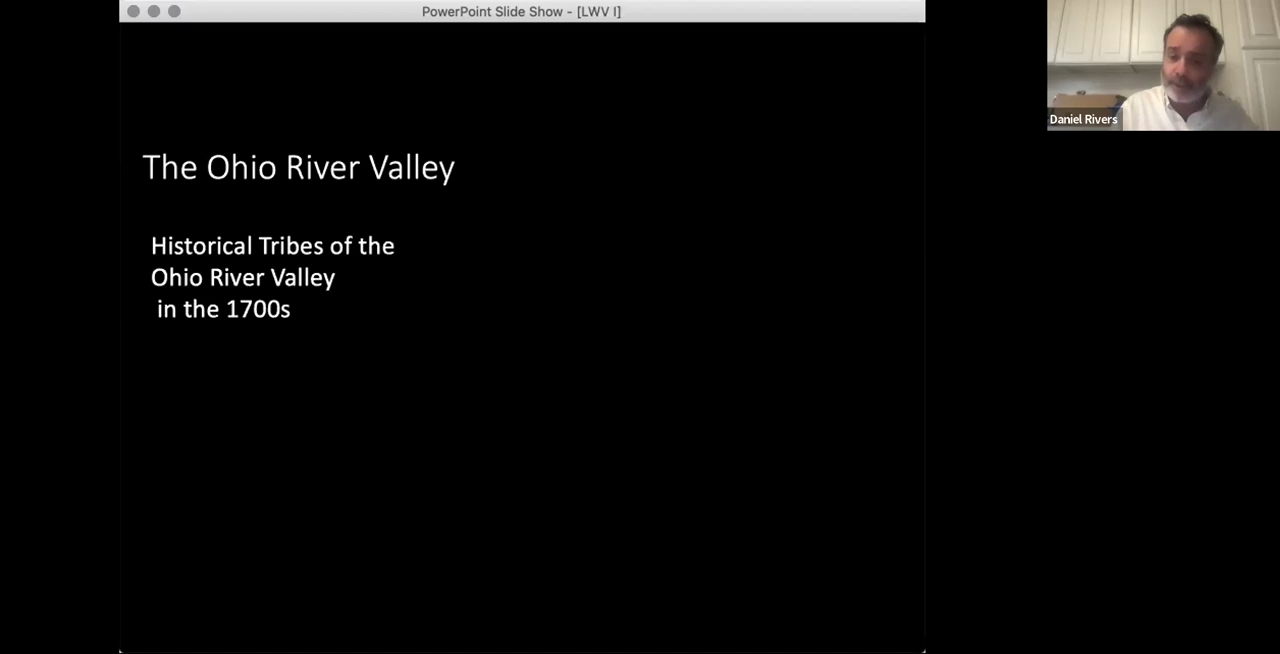 PowerPoint Slide Show - [LWV I]
Daniel Rivers
The Ohio River Valley
Historical Tribes of the
Ohio River Valley
in the 1700s